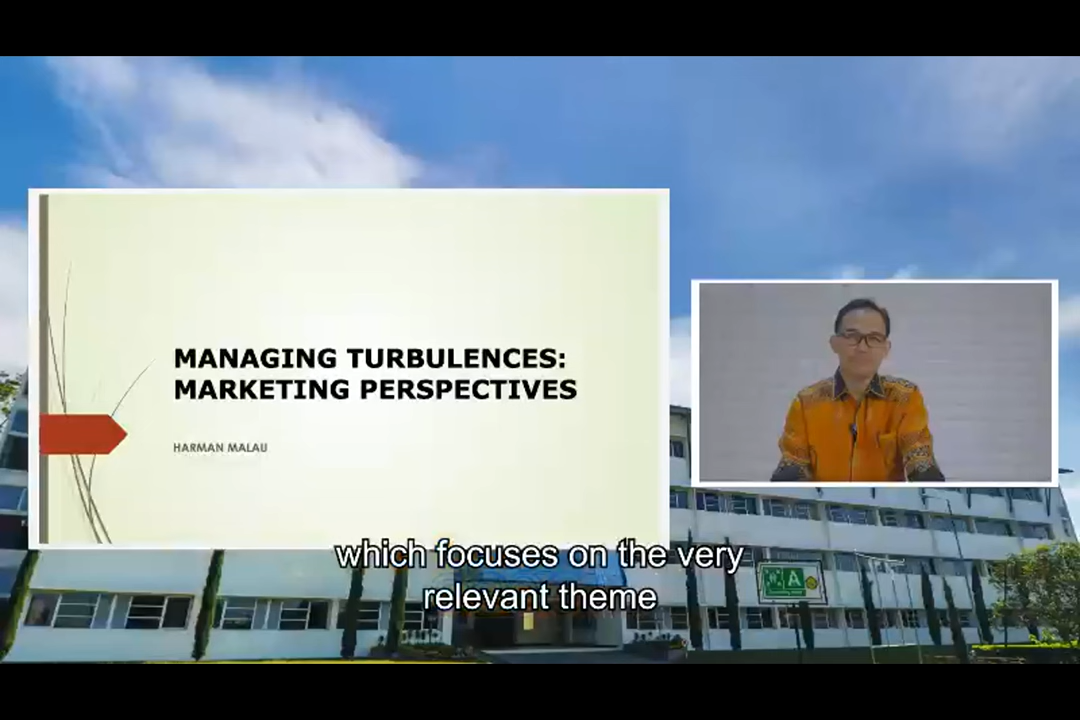 MANAGING TURBULENCES:
MARKETING PERSPECTIVES
HARMAN MALAU
which focuses on the very
relevant theme
A